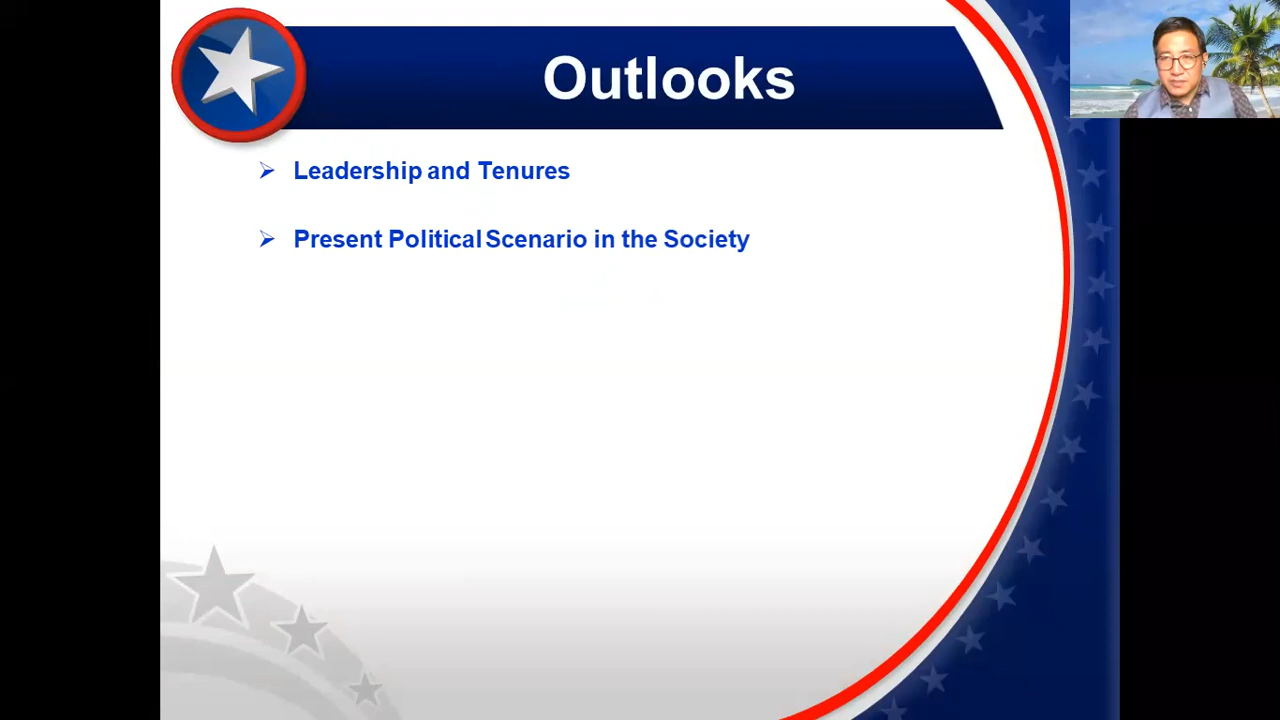 Outlooks
Leadership and Tenures
Present Political Scenario in the Society